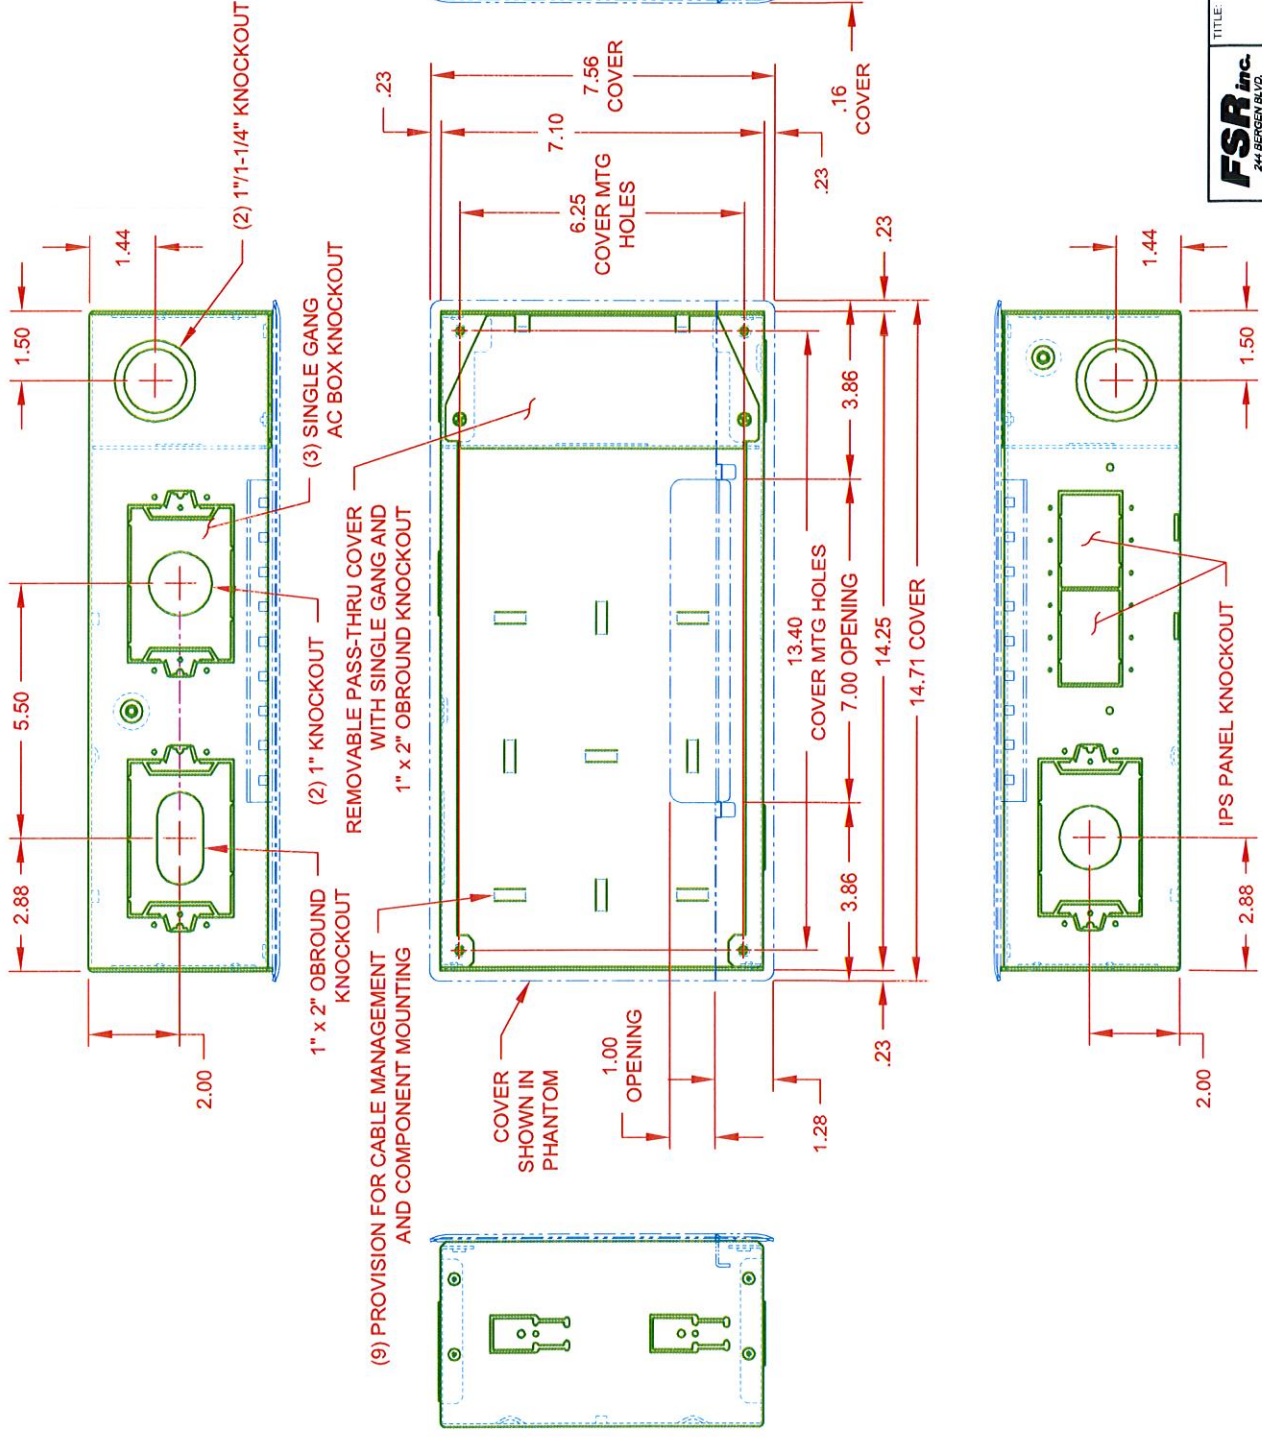 (2) 1"/1-1/4" KNOCKOUT
1.44
1.50
(3) SINGLE GANG
AC BOX KNOCKOUT
5.50
(2) 1" KNOCKOUT
2.88
1" x 2" OBROUND
KNOCKOUT
2.00
REMOVABLE PASS-THRU COVER
WITH SINGLE GANG AND
1" x 2" OBROUND KNOCKOUT
(9) PROVISION FOR CABLE MANAGEMENT
AND COMPONENT MOUNTING
.23
7.56
COVER
7.10
6.25
COVER MTG
HOLES
.23
.16
COVER
.23
3.86
13.40
COVER MTG HOLES
7.00 OPENING
14.25
14.71 COVER
3.86
.23
COVER
SHOWN IN
PHANTOM
1.00
OPENING
1.28
1.44
1.50
IPS PANEL KNOCKOUT
2.88
2.00
TITLE:
FSR inc.
244 BERGEN BLVD.